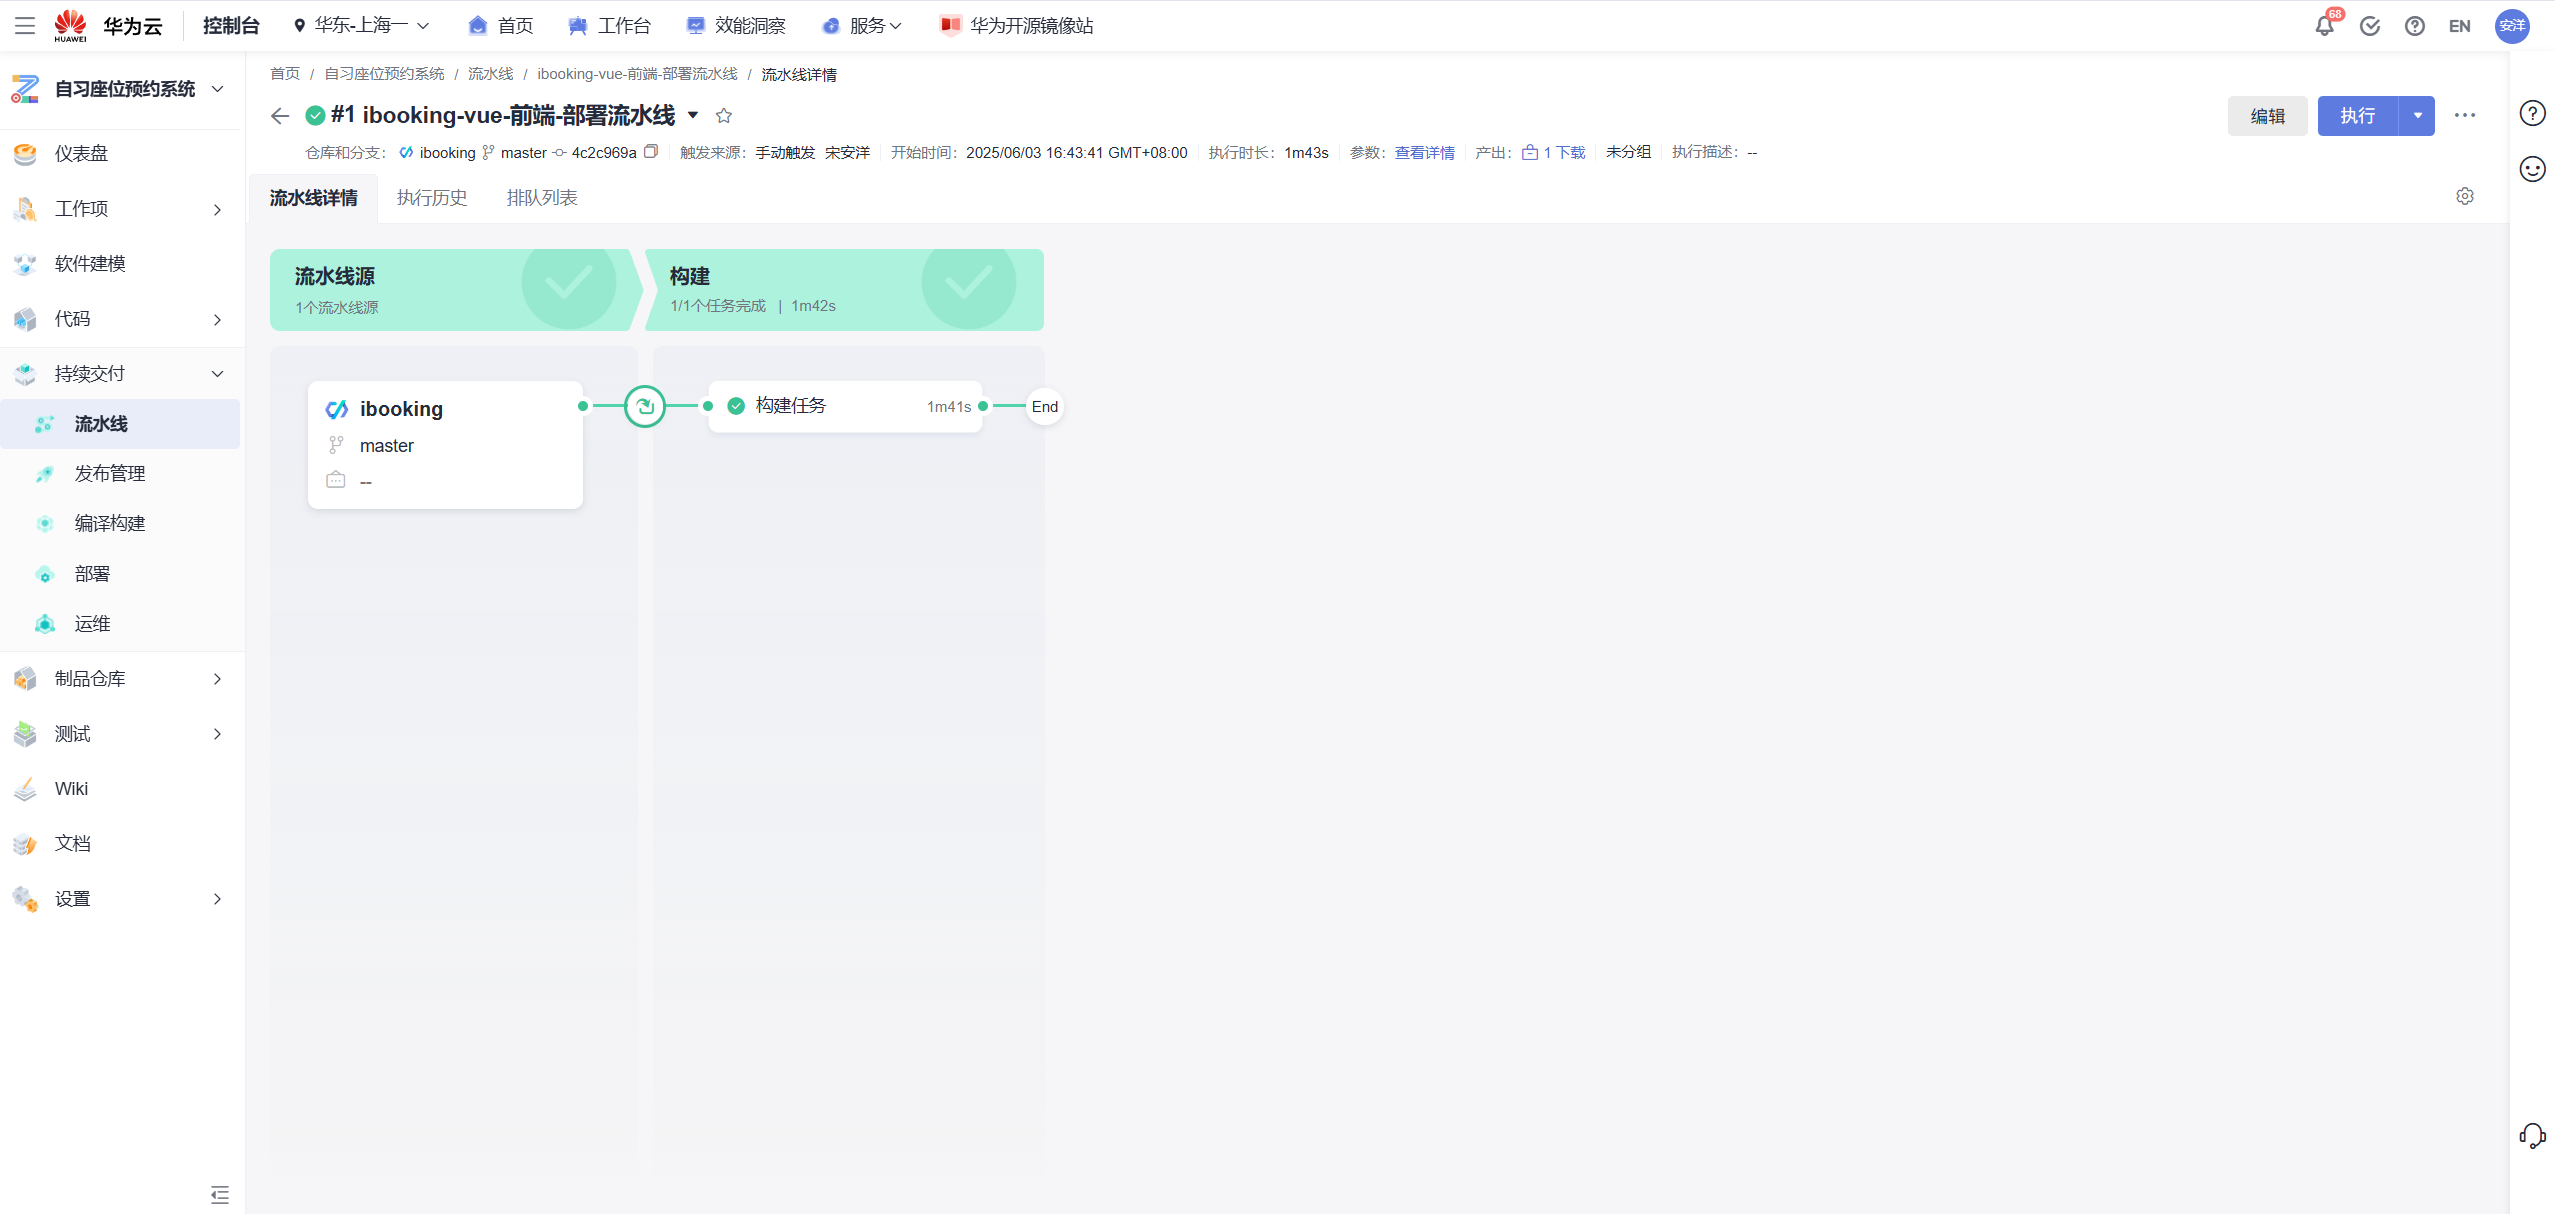 HUAWEI 华为云 控制台 华东-上海一 首页 工作台 效能洞察 服务 华为开源镜像站 68 EN 安洋
自习座位预约系统
仪表盘
工作项
软件建模
代码
持续交付
流水线
发布管理
编译构建
部署
运维
制品仓库
测试
Wiki
文档
设置
首页 / 自习座位预约系统 / 流水线 / ibooking-vue-前端-部署流水线 / 流水线详情
#1 ibooking-vue-前端-部署流水线
编辑 执行
仓库和分支: ibooking master 4c2c969a 触发来源: 手动触发 宋安洋 开始时间: 2025/06/03 16:43:41 GMT+08:00 执行时长: 1m43s 参数: 查看详情 产出: 1 下载 未分组 执行描述: --
流水线详情 执行历史 排队列表
流水线源
1个流水线源
构建
1/1个任务完成 | 1m42s
ibooking
master
--
构建任务 1m41s
End